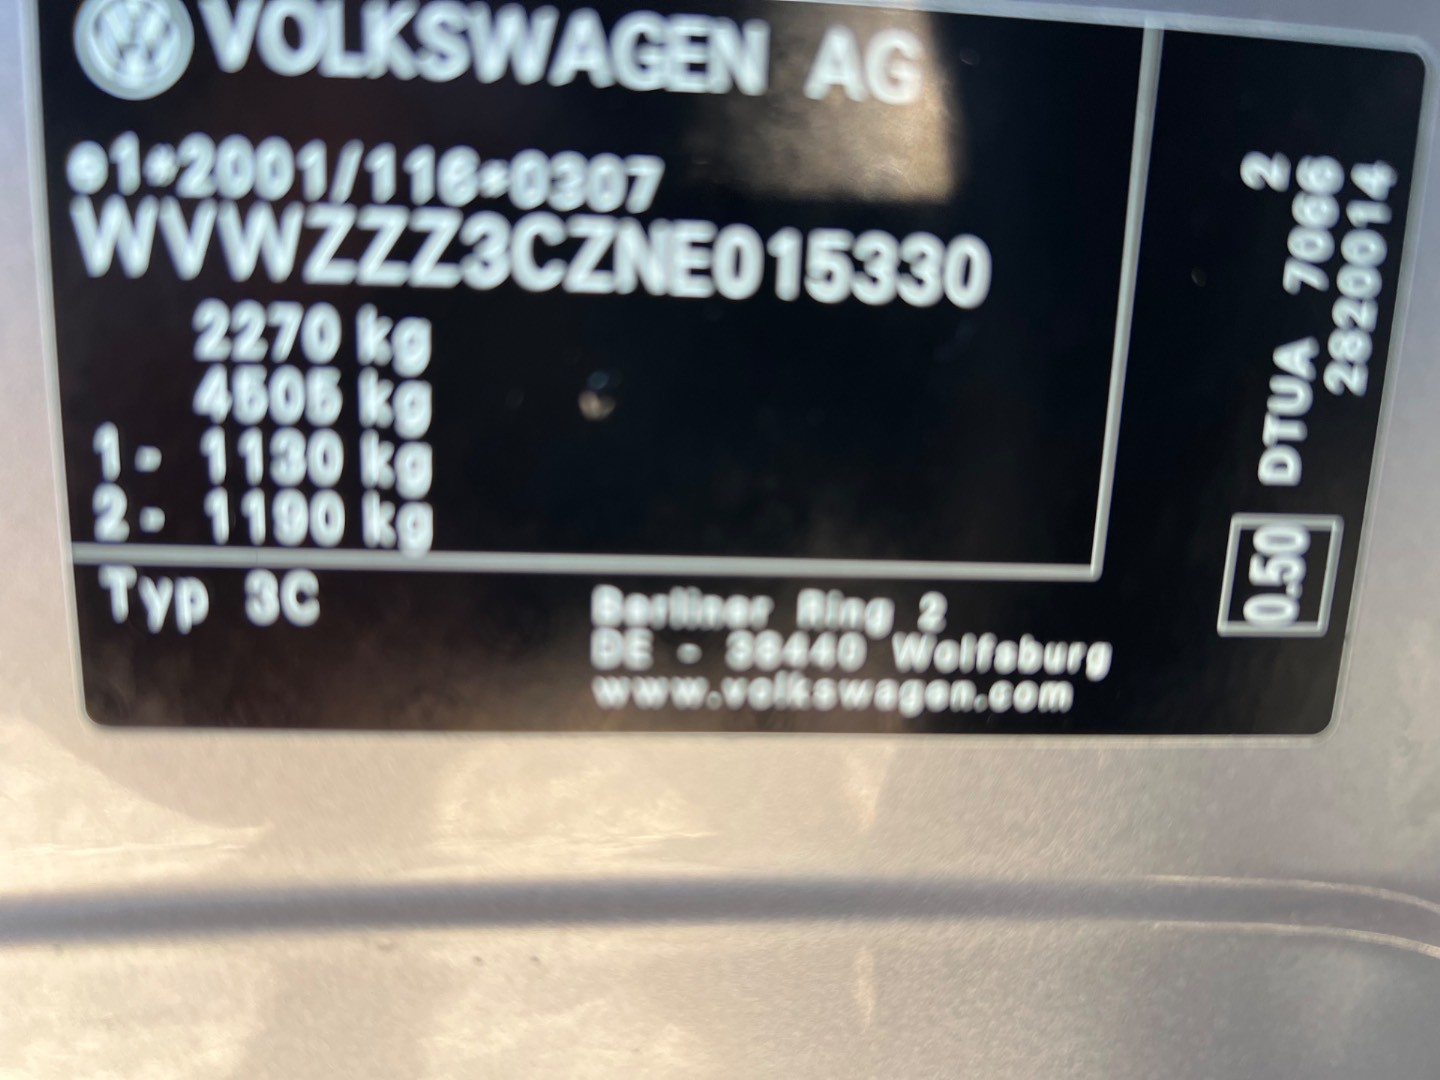 VOLKSWAGEN AG
e1*2001/116*0307
WVWZZZ3CZNE015330
2270 kg
4505 kg
1- 1130 kg
2- 1190 kg
Typ 3C
Berliner Ring 2
DE - 38440 Wolfsburg
www.volkswagen.com
2
DTUA 7066
2820014
0.50